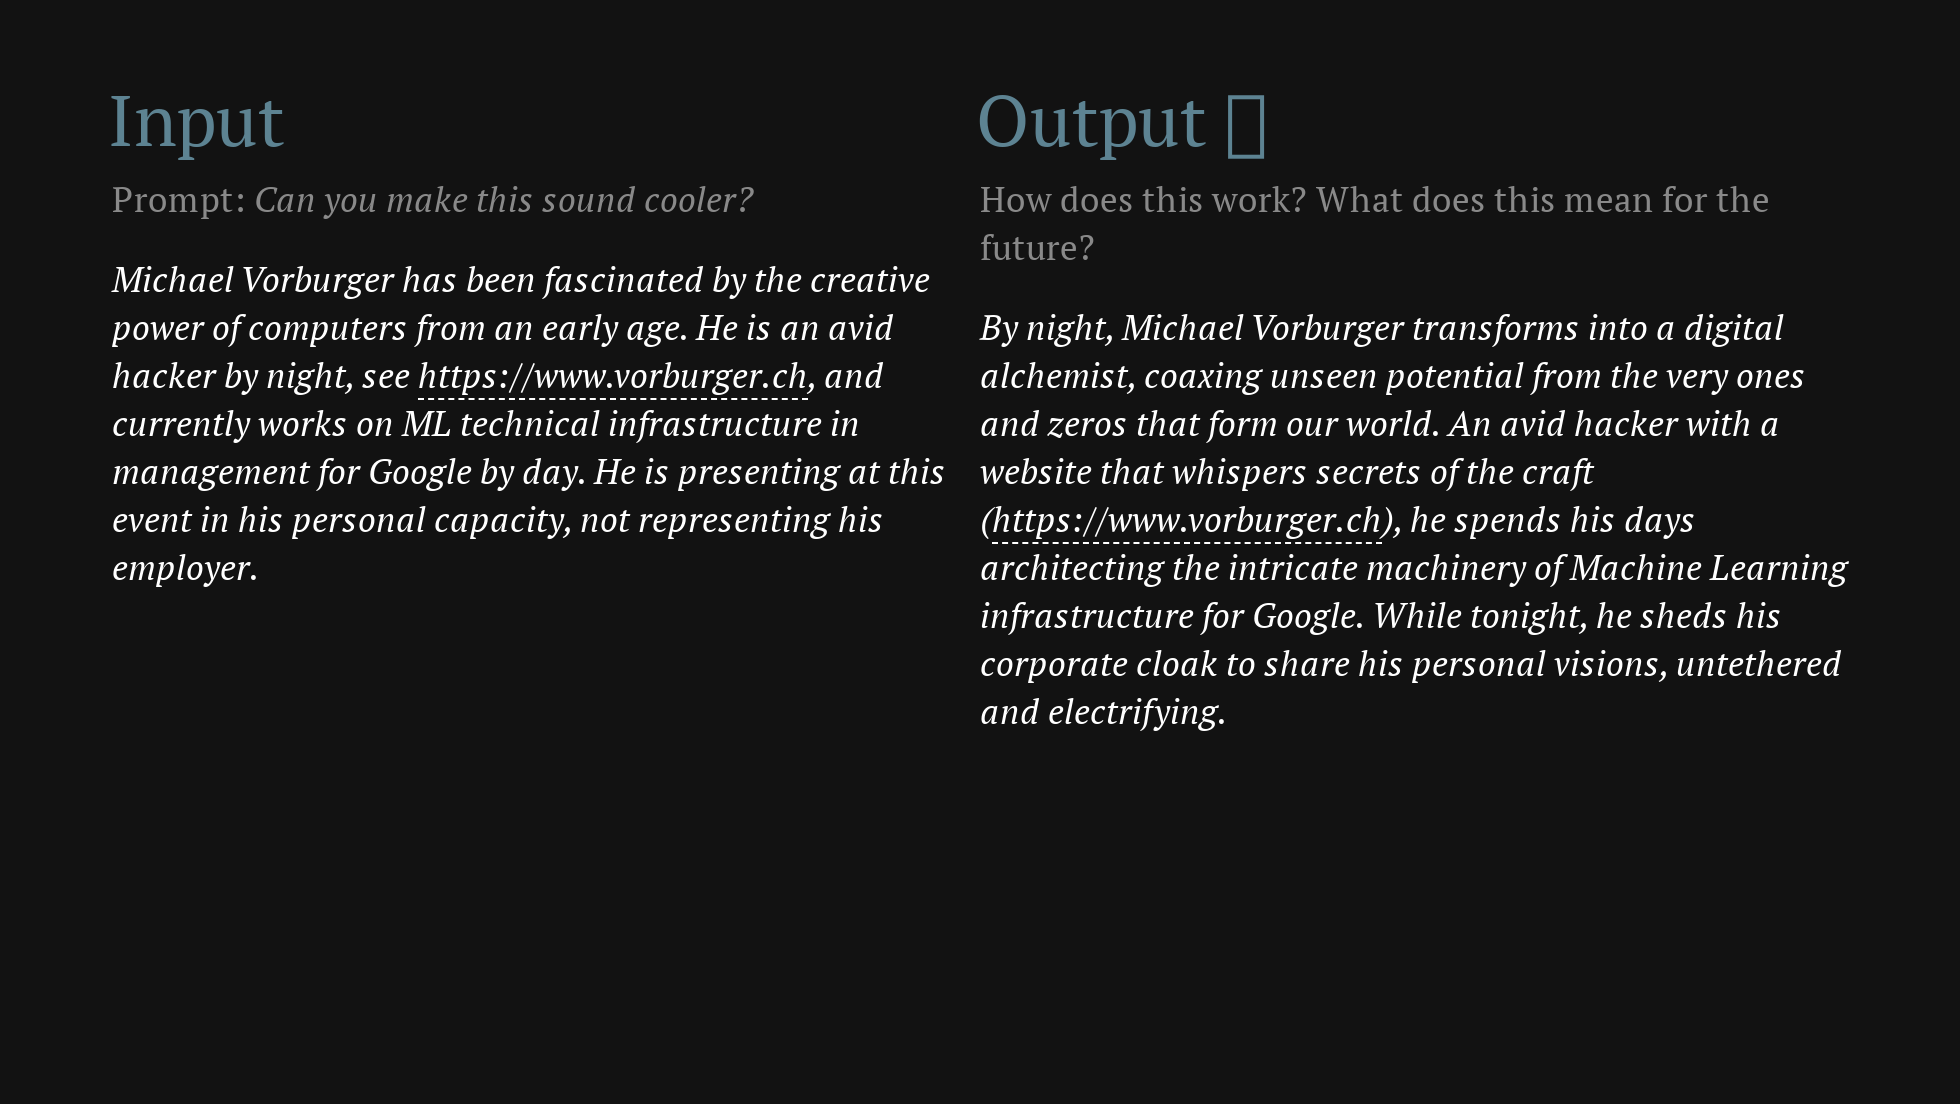 Input
Prompt: Can you make this sound cooler?
Michael Vorburger has been fascinated by the creative
power of computers from an early age. He is an avid
hacker by night, see https://www.vorburger.ch, and
currently works on ML technical infrastructure in
management for Google by day. He is presenting at this
event in his personal capacity, not representing his
employer.
Output
How does this work? What does this mean for the
future?
By night, Michael Vorburger transforms into a digital
alchemist, coaxing unseen potential from the very ones
and zeros that form our world. An avid hacker with a
website that whispers secrets of the craft
(https://www.vorburger.ch), he spends his days
architecting the intricate machinery of Machine Learning
infrastructure for Google. While tonight, he sheds his
corporate cloak to share his personal visions, untethered
and electrifying.